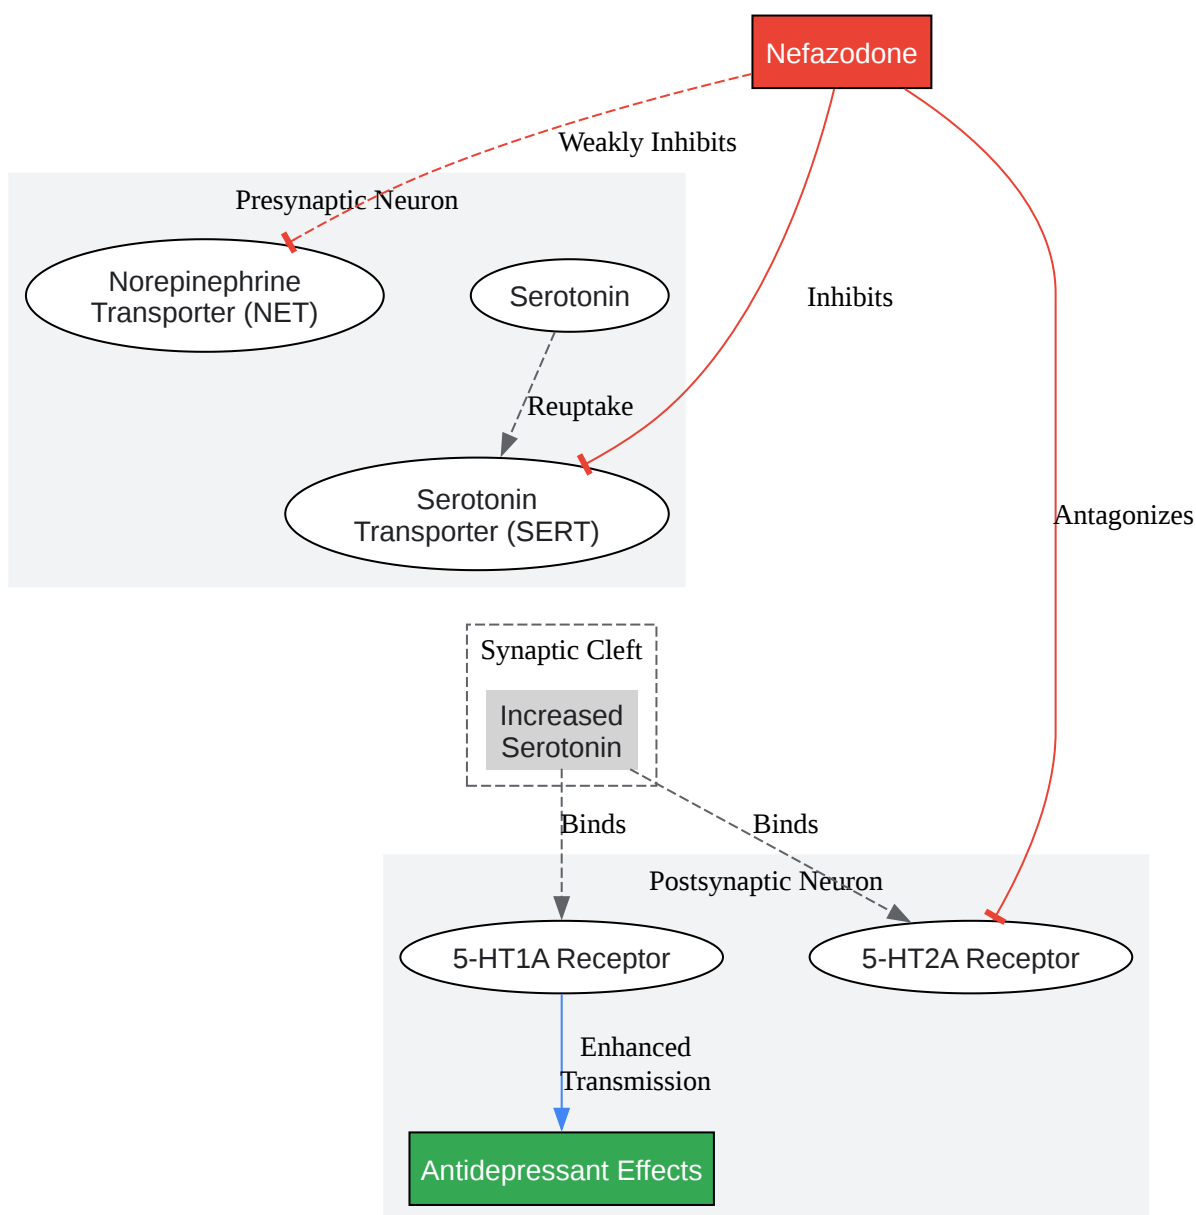 Nefazodone
Weakly Inhibits
Presynaptic Neuron
Norepinephrine
Transporter (NET)
Serotonin
Inhibits
Reuptake
Serotonin
Transporter (SERT)
Antagonizes
Synaptic Cleft
Increased
Serotonin
Binds
Binds
Postsynaptic Neuron
5-HT1A Receptor
5-HT2A Receptor
Enhanced
Transmission
Antidepressant Effects